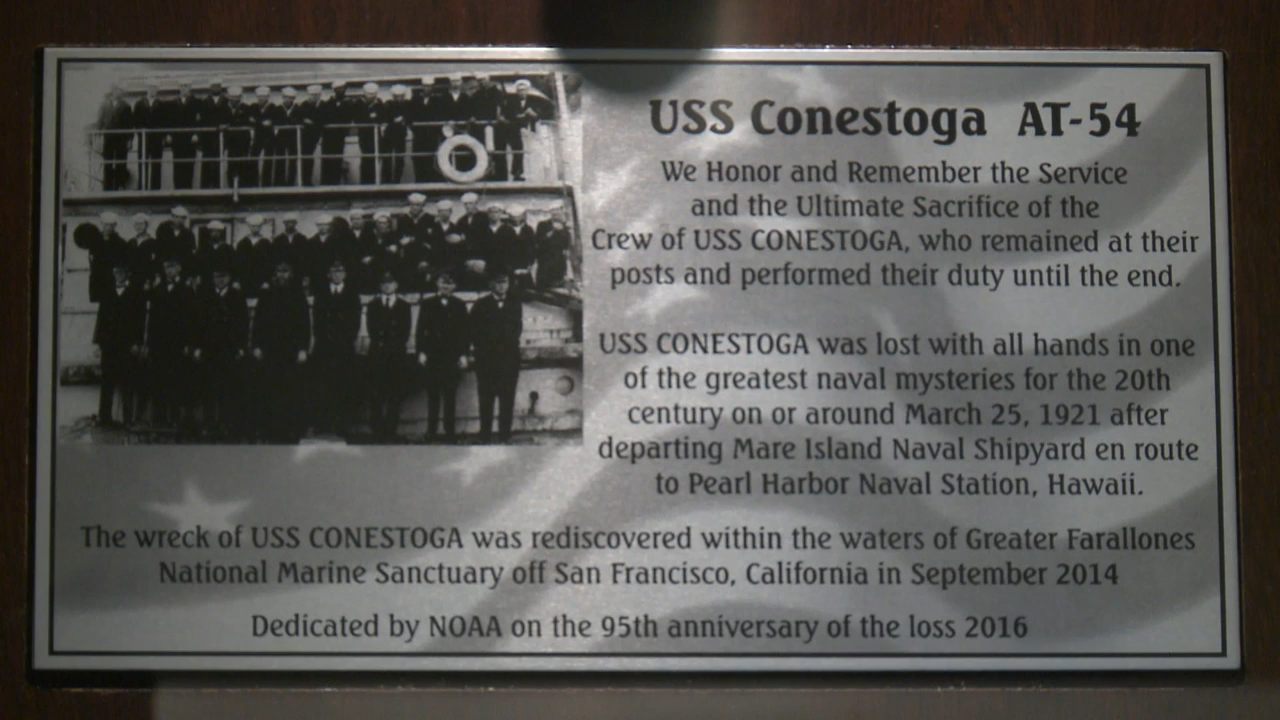 USS Conestoga AT-54
We Honor and Remember the Service
and the Ultimate Sacrifice of the
Crew of USS CONESTOGA, who remained at their
posts and performed their duty until the end.
USS CONESTOGA was lost with all hands in one
of the greatest naval mysteries for the 20th
century on or around March 25, 1921 after
departing Mare Island Naval Shipyard en route
to Pearl Harbor Naval Station, Hawaii.
The wreck of USS CONESTOGA was rediscovered within the waters of Greater Farallones
National Marine Sanctuary off San Francisco, California in September 2014
Dedicated by NOAA on the 95th anniversary of the loss 2016